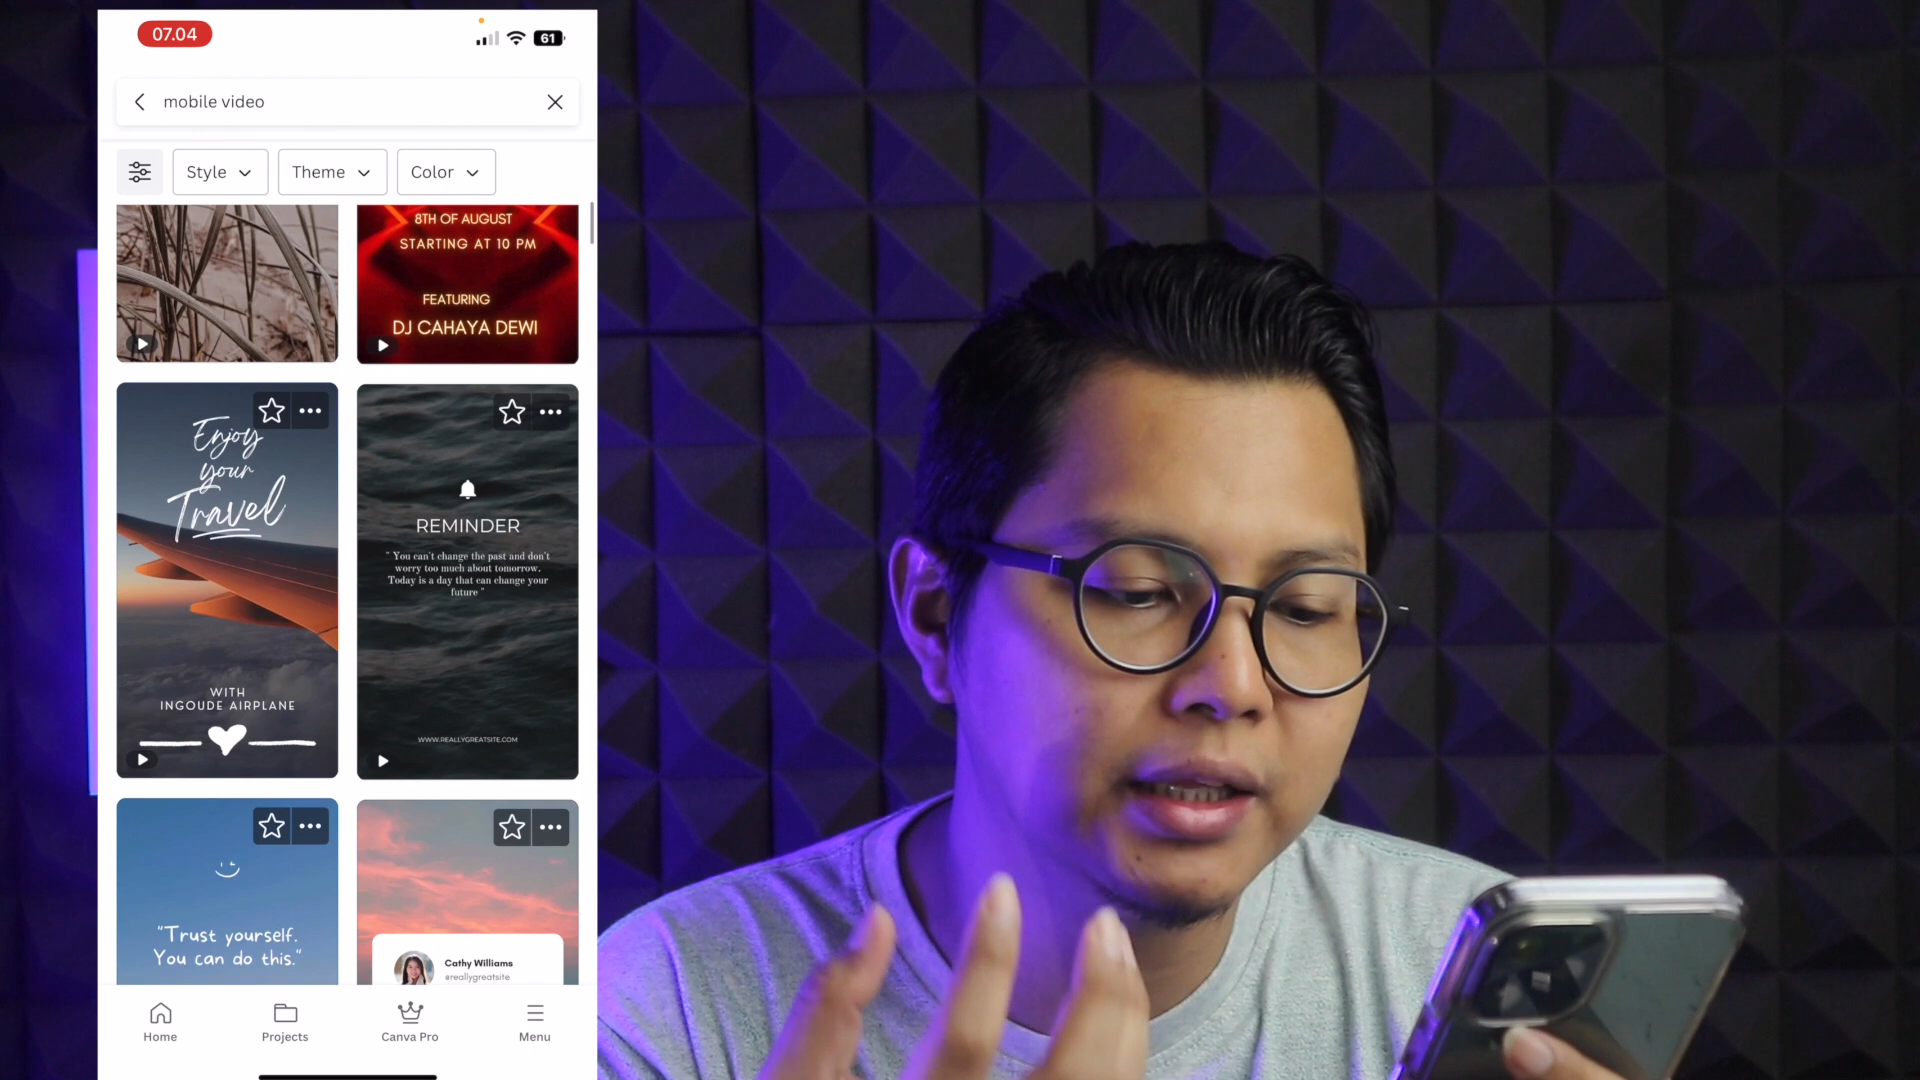 07.04
61
mobile video
Style
Theme
Color
8TH OF AUGUST
STARTING AT 10 PM
FEATURING
DJ CAHAYA DEWI
Enjoy
your
Travel
WITH
INGOUDE AIRPLANE
REMINDER
" You can't change the past and don't
worry too much about tomorrow.
Today is a day that can change your
future "
WWW.REALLYGREATSITE.COM
"Trust yourself.
You can do this."
Cathy Williams
@reallygreatsite
Home
Projects
Canva Pro
Menu